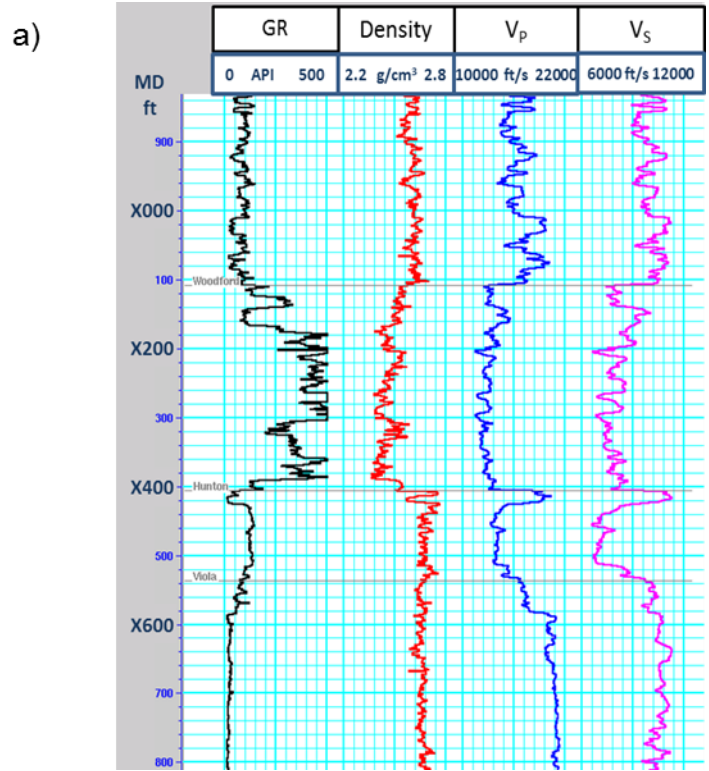 a)
GR Density VP VS
0 API 500 2.2 g/cm³ 2.8 10000 ft/s 22000 6000 ft/s 12000
MD
ft
900
X000
100
Woodford
X200
300
Hunton
X400
500
Viola
X600
700
800